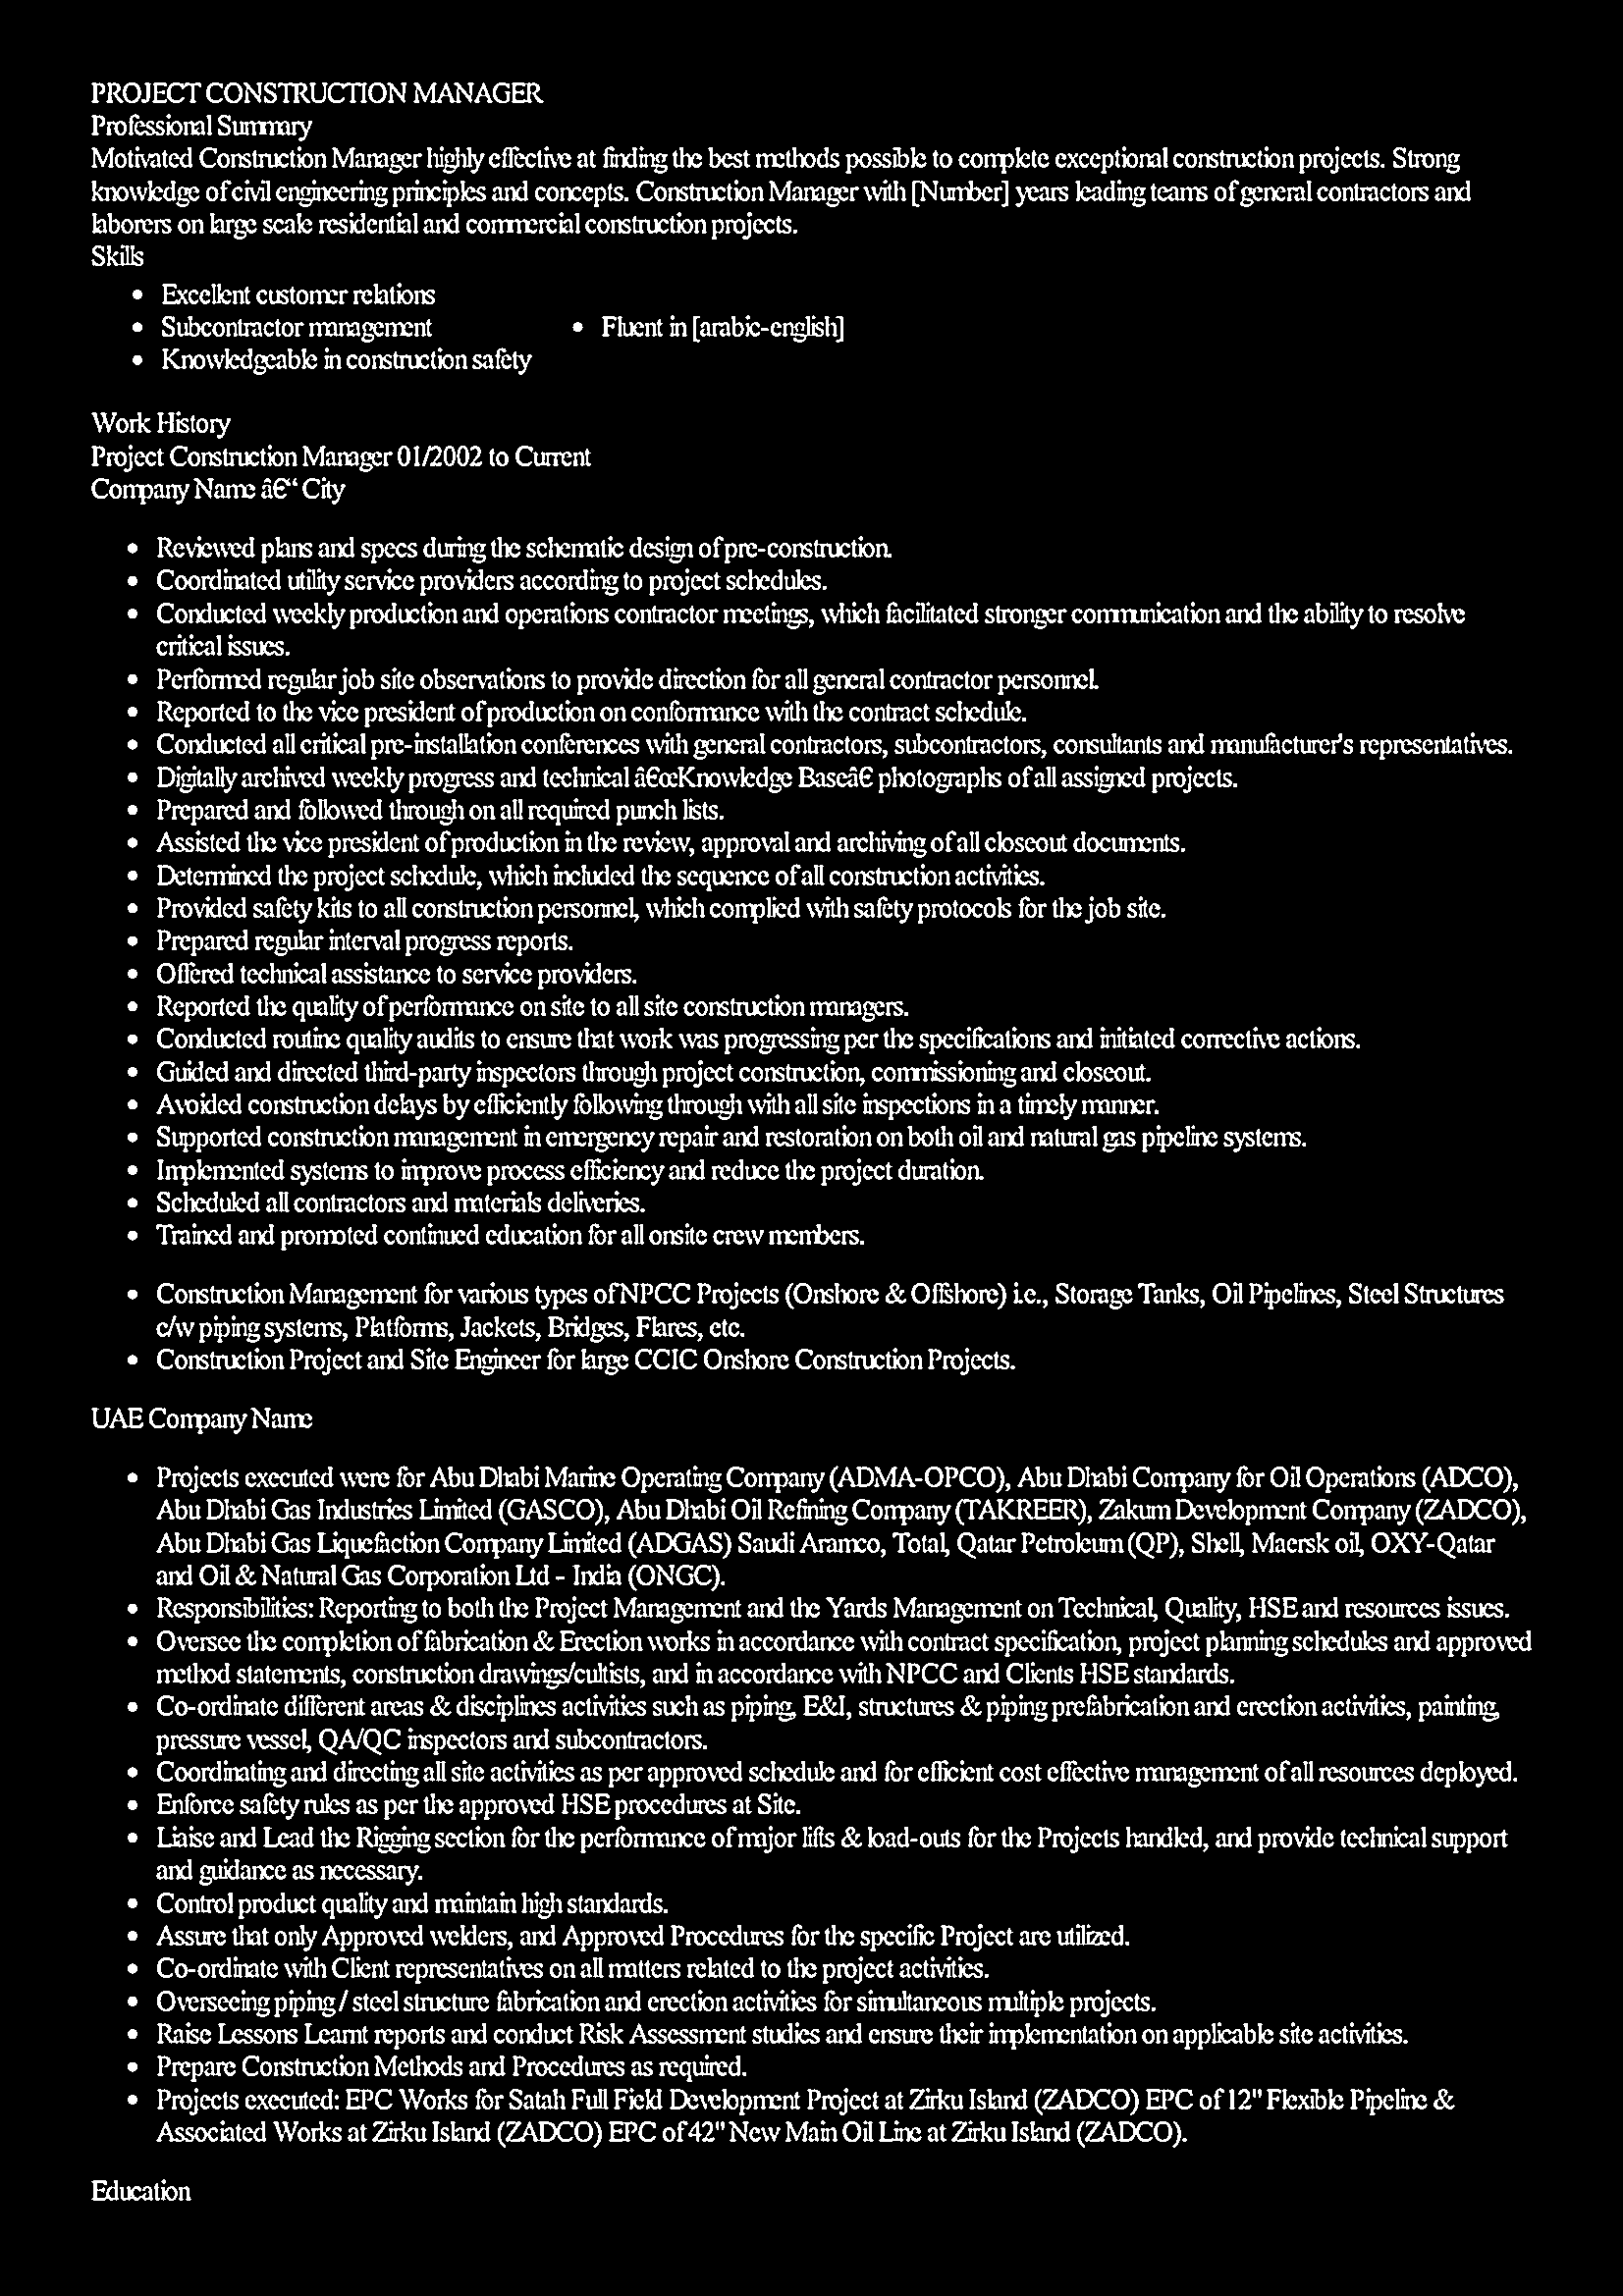 PROJECT CONSTRUCTION MANAGER
Professional Summary
Motivated Construction Manager highly effective at finding the best methods possible to complete exceptional construction projects. Strong
knowledge of civil engineering principles and concepts. Construction Manager with [Number] years leading teams of general contractors and
laborers on large scale residential and commercial construction projects.
Skills
• Excellent customer relations
• Subcontractor management • Fluent in [arabic-english]
• Knowledgeable in construction safety
Work History
Project Construction Manager 01/2002 to Current
Company Name â€“ City
• Reviewed plans and specs during the schematic design of pre-construction.
• Coordinated utility service providers according to project schedules.
• Conducted weekly production and operations contractor meetings, which facilitated stronger communication and the ability to resolve
critical issues.
• Performed regular job site observations to provide direction for all general contractor personnel.
• Reported to the vice president of production on conformance with the contract schedule.
• Conducted all critical pre-installation conferences with general contractors, subcontractors, consultants and manufacturer's representatives.
• Digitally archived weekly progress and technical â€œKnowledge Baseâ€ photographs of all assigned projects.
• Prepared and followed through on all required punch lists.
• Assisted the vice president of production in the review, approval and archiving of all closeout documents.
• Determined the project schedule, which included the sequence of all construction activities.
• Provided safety kits to all construction personnel, which complied with safety protocols for the job site.
• Prepared regular interval progress reports.
• Offered technical assistance to service providers.
• Reported the quality of performance on site to all site construction managers.
• Conducted routine quality audits to ensure that work was progressing per the specifications and initiated corrective actions.
• Guided and directed third-party inspectors through project construction, commissioning and closeout.
• Avoided construction delays by efficiently following through with all site inspections in a timely manner.
• Supported construction management in emergency repair and restoration on both oil and natural gas pipeline systems.
• Implemented systems to improve process efficiency and reduce the project duration.
• Scheduled all contractors and materials deliveries.
• Trained and promoted continued education for all onsite crew members.
• Construction Management for various types of NPCC Projects (Onshore & Offshore) i.e., Storage Tanks, Oil Pipelines, Steel Structures
c/w piping systems, Platforms, Jackets, Bridges, Flares, etc.
• Construction Project and Site Engineer for large CCIC Onshore Construction Projects.
UAE Company Name
• Projects executed were for Abu Dhabi Marine Operating Company (ADMA-OPCO), Abu Dhabi Company for Oil Operations (ADCO),
Abu Dhabi Gas Industries Limited (GASCO), Abu Dhabi Oil Refining Company (TAKREER), Zakum Development Company (ZADCO),
Abu Dhabi Gas Liquefaction Company Limited (ADGAS) Saudi Aramco, Total, Qatar Petroleum (QP), Shell, Maersk oil, OXY-Qatar
and Oil & Natural Gas Corporation Ltd - India (ONGC).
• Responsibilities: Reporting to both the Project Management and the Yards Management on Technical, Quality, HSE and resources issues.
• Oversee the completion of fabrication & Erection works in accordance with contract specification, project planning schedules and approved
method statements, construction drawings/cultists, and in accordance with NPCC and Clients HSE standards.
• Co-ordinate different areas & disciplines activities such as piping, E&I, structures & piping prefabrication and erection activities, painting,
pressure vessel, QA/QC inspectors and subcontractors.
• Coordinating and directing all site activities as per approved schedule and for efficient cost effective management of all resources deployed.
• Enforce safety rules as per the approved HSE procedures at Site.
• Liaise and Lead the Rigging section for the performance of major lifts & load-outs for the Projects handled, and provide technical support
and guidance as necessary.
• Control product quality and maintain high standards.
• Assure that only Approved welders, and Approved Procedures for the specific Project are utilized.
• Co-ordinate with Client representatives on all matters related to the project activities.
• Overseeing piping / steel structure fabrication and erection activities for simultaneous multiple projects.
• Raise Lessons Learnt reports and conduct Risk Assessment studies and ensure their implementation on applicable site activities.
• Prepare Construction Methods and Procedures as required.
• Projects executed: EPC Works for Satah Full Field Development Project at Zirku Island (ZADCO) EPC of 12" Flexible Pipeline &
Associated Works at Zirku Island (ZADCO) EPC of 42" New Main Oil Line at Zirku Island (ZADCO).
Education